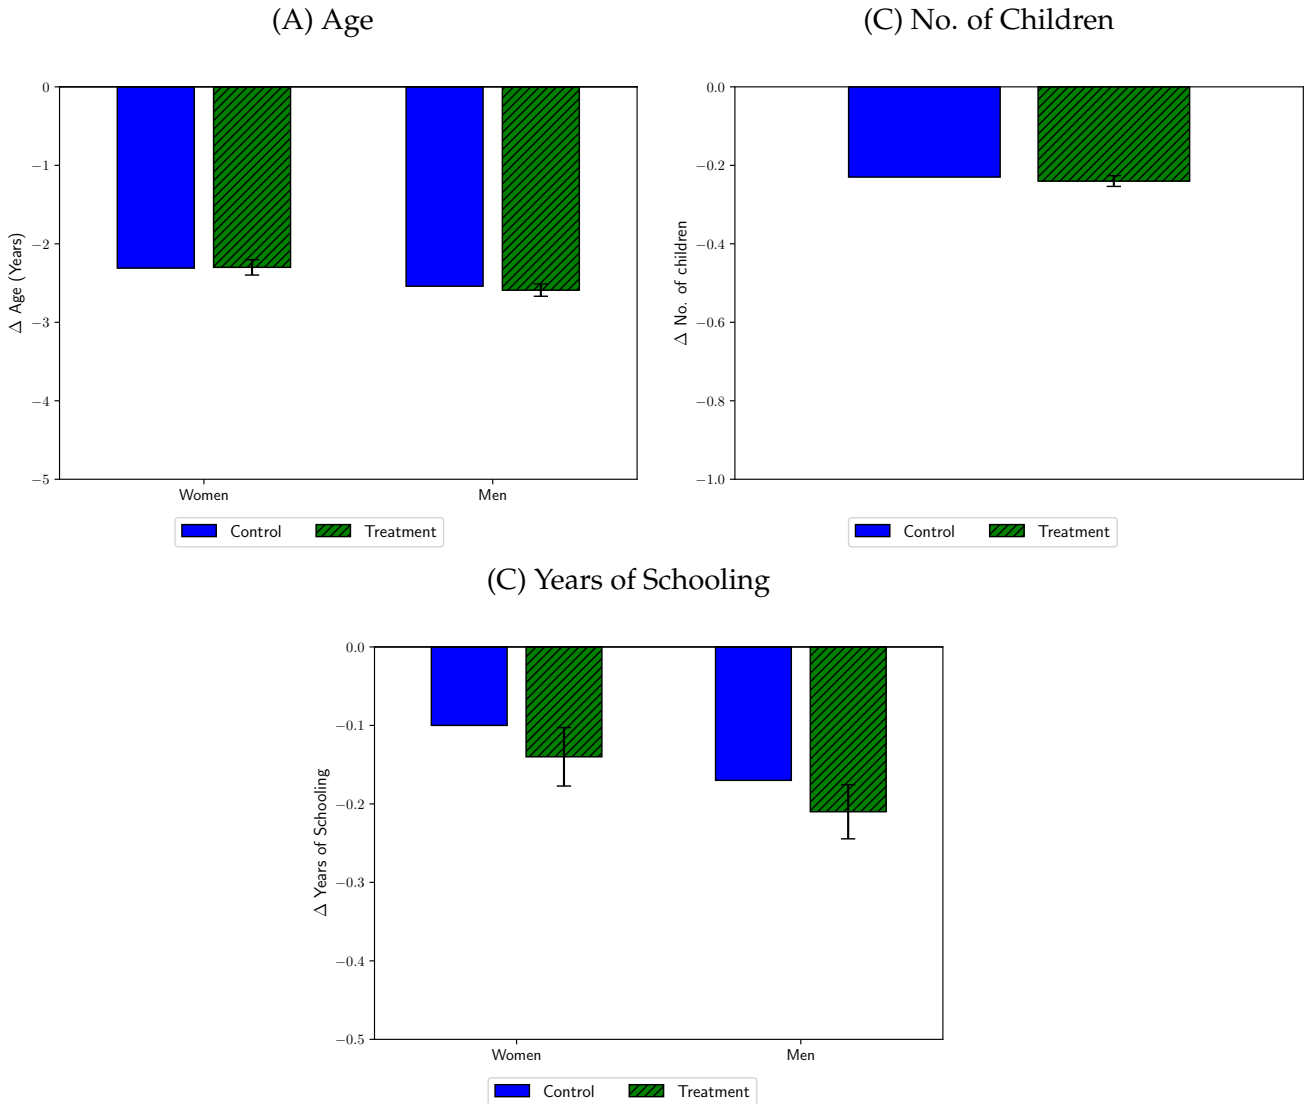 (A) Age
0
−1
−2
−3
−4
−5
Δ Age (Years)
Women Men
Control Treatment
(C) No. of Children
0.0
−0.2
−0.4
−0.6
−0.8
−1.0
Δ No. of children
Control Treatment
(C) Years of Schooling
0.0
−0.1
−0.2
−0.3
−0.4
−0.5
Δ Years of Schooling
Women Men
Control Treatment